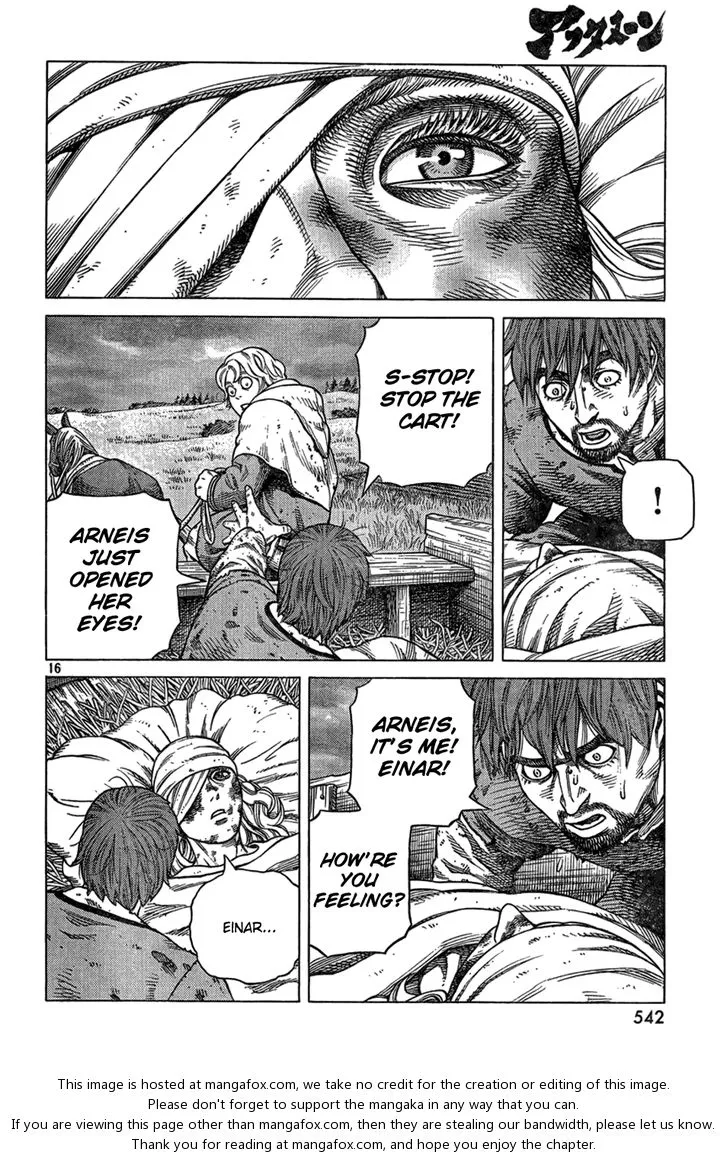 アフタヌーン
!
S-STOP!
STOP THE
CART!
ARNEIS
JUST
OPENED
HER
EYES!
16
ARNEIS,
IT'S ME!
EINAR!
HOW'RE
YOU
FEELING?
EINAR...
542
This image is hosted at mangafox.com, we take no credit for the creation or editing of this image.
Please don't forget to support the mangaka in any way that you can.
If you are viewing this page other than mangafox.com, then they are stealing our bandwidth, please let us know.
Thank you for reading at mangafox.com, and hope you enjoy the chapter.